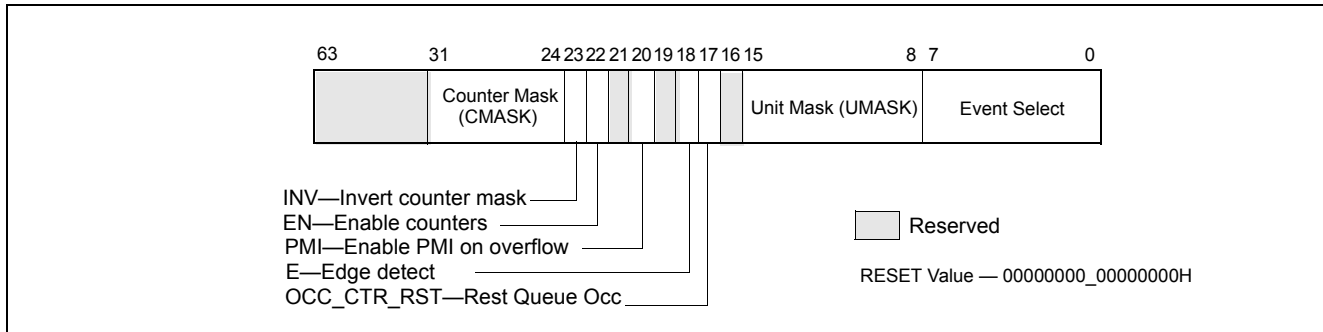 63 31 24 23 22 21 20 19 18 17 16 15 8 7 0
Counter Mask
(CMASK)
Unit Mask (UMASK)
Event Select
INV—Invert counter mask
EN—Enable counters
PMI—Enable PMI on overflow
E—Edge detect
OCC_CTR_RST—Rest Queue Occ
Reserved
RESET Value — 00000000_00000000H